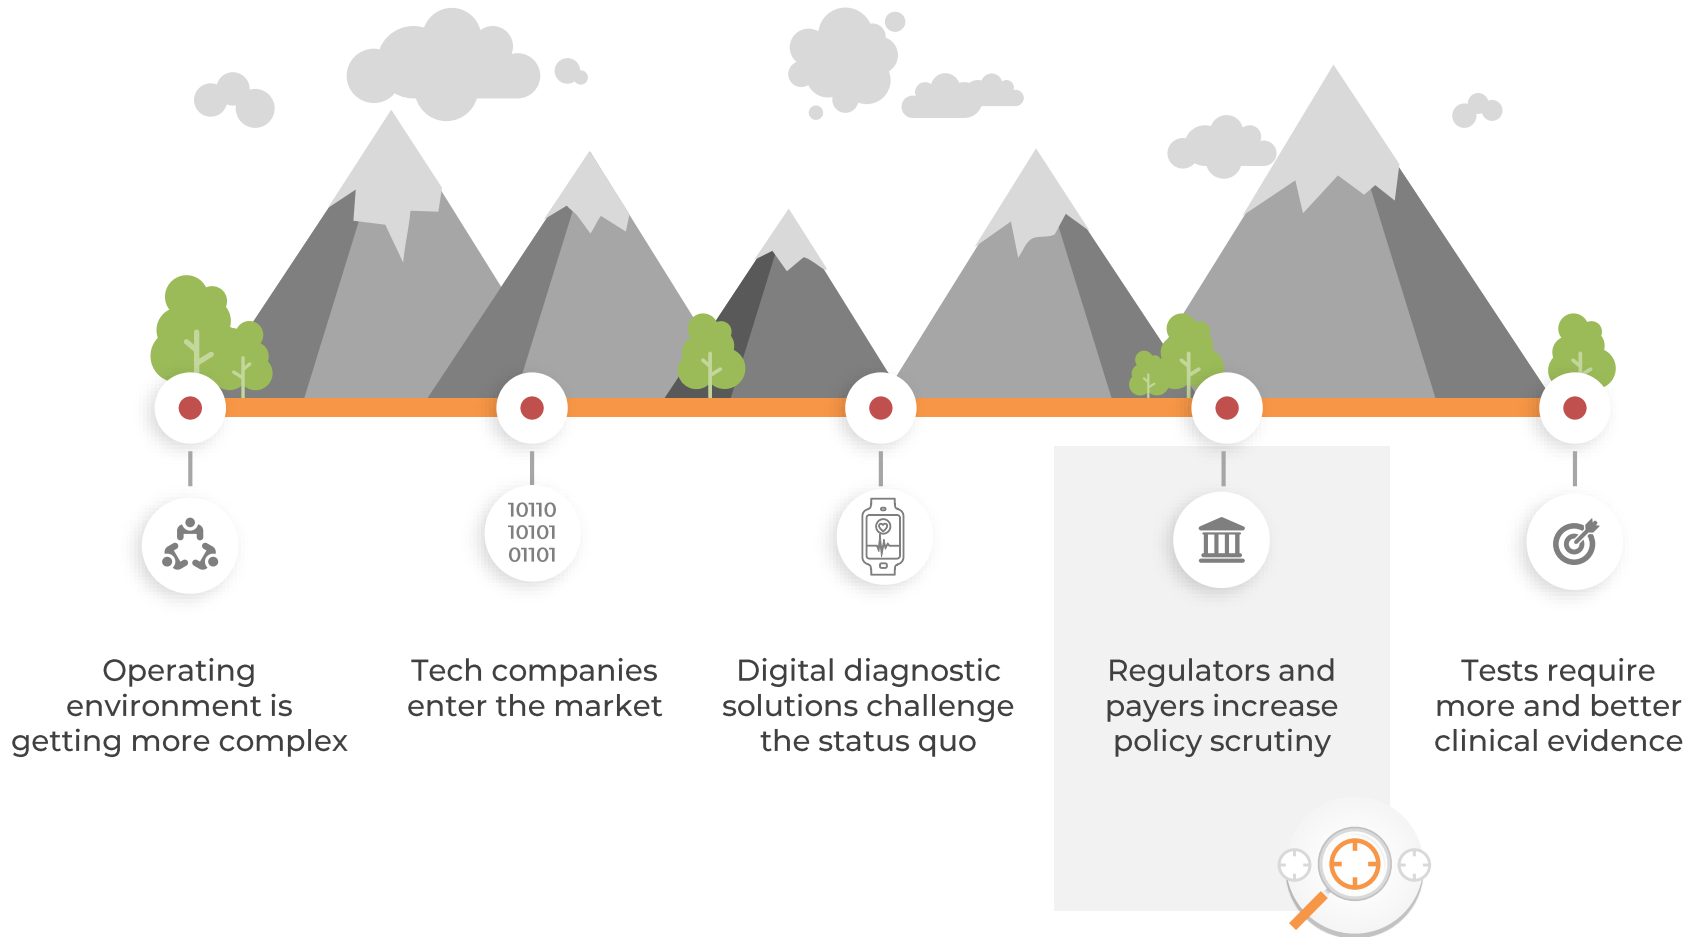 10110
10101
01101
Operating
environment is
getting more complex
Tech companies
enter the market
Digital diagnostic
solutions challenge
the status quo
Regulators and
payers increase
policy scrutiny
Tests require
more and better
clinical evidence